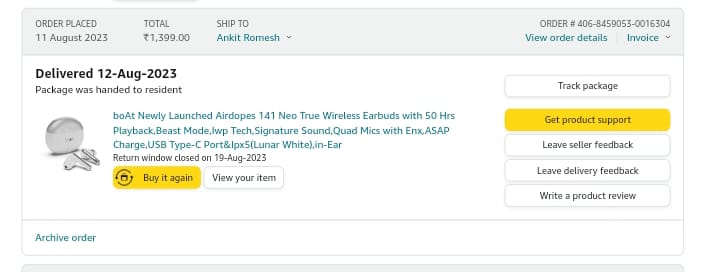 ORDER PLACED
11 August 2023
TOTAL
₹1,399.00
SHIP TO
Ankit Romesh
ORDER # 406-8459053-0016304
View order details
Invoice
Delivered 12-Aug-2023
Package was handed to resident
boAt Newly Launched Airdopes 141 Neo True Wireless Earbuds with 50 Hrs
Playback,Beast Mode,Iwp Tech,Signature Sound,Quad Mics with Enx,ASAP
Charge,USB Type-C Port&Ipx5(Lunar White),in-Ear
Return window closed on 19-Aug-2023
Buy it again
View your item
Track package
Get product support
Leave seller feedback
Leave delivery feedback
Write a product review
Archive order